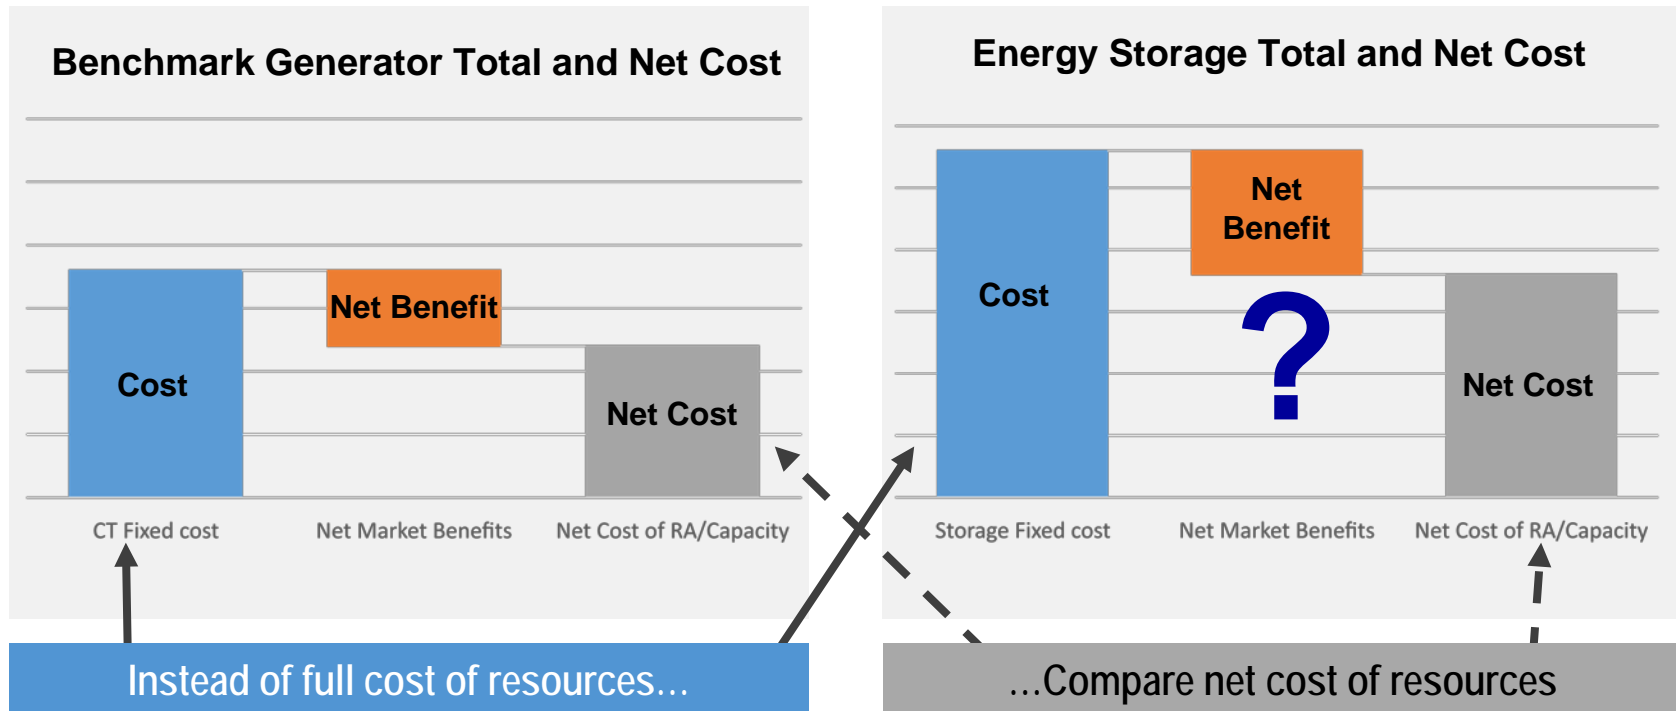 Benchmark Generator Total and Net Cost
Cost
Net Benefit
Net Cost
CT Fixed cost
Net Market Benefits
Net Cost of RA/Capacity
Energy Storage Total and Net Cost
Cost
Net
Benefit
?
Net Cost
Storage Fixed cost
Net Market Benefits
Net Cost of RA/Capacity
Instead of full cost of resources…
…Compare net cost of resources